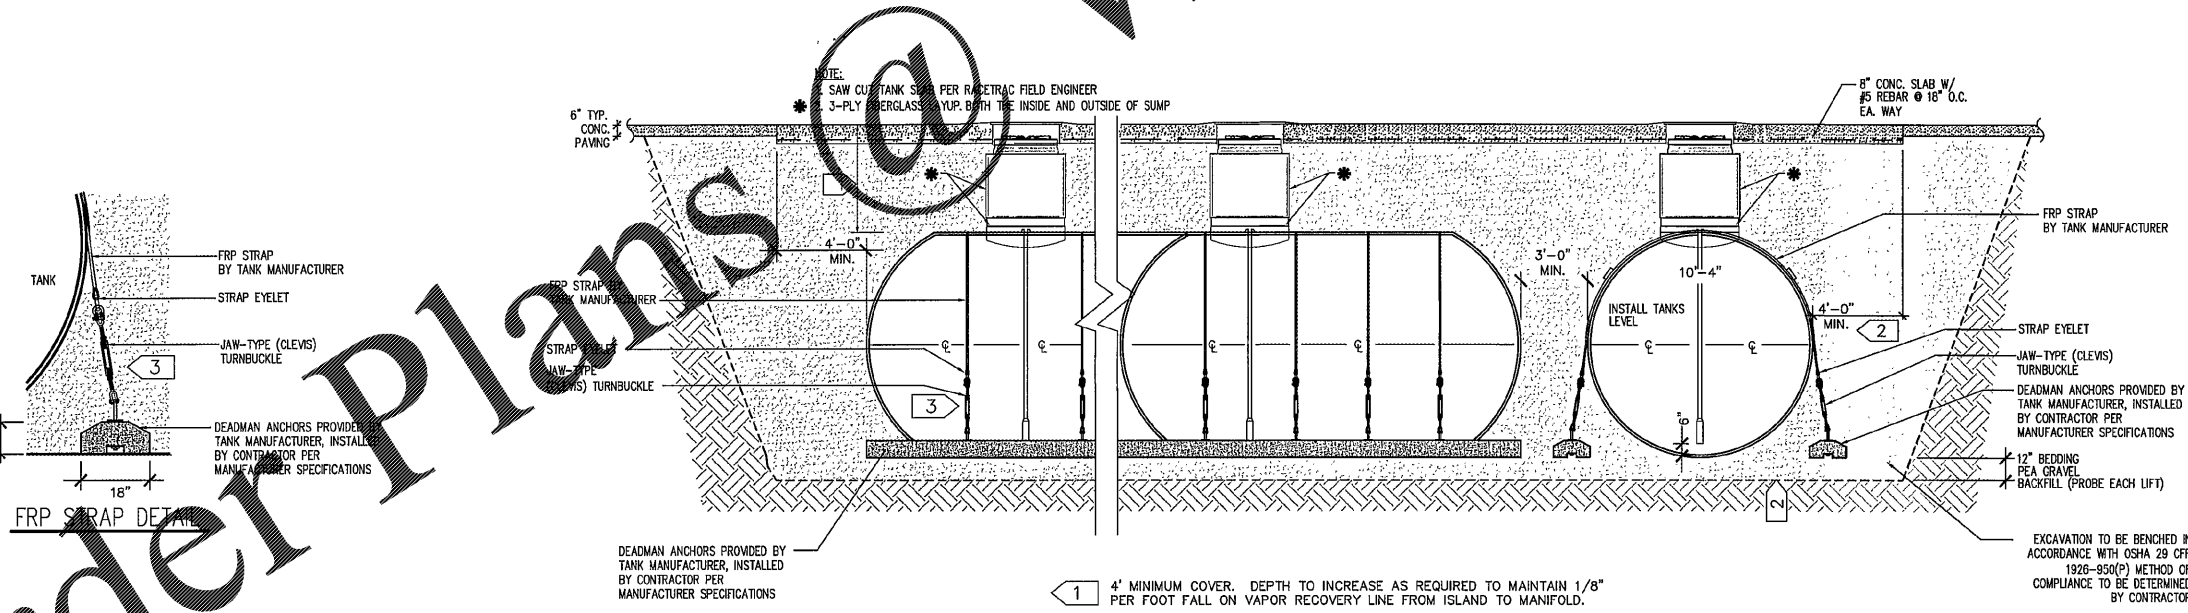 NOTE:
1. SAW CUT TANK SLAB PER RACETRAC FIELD ENGINEER
✱ 2. 3-PLY FIBERGLASS LAYUP. BOTH THE INSIDE AND OUTSIDE OF SUMP
6" TYP.
CONC.
PAVING
8" CONC. SLAB W/
#5 REBAR @ 18" O.C.
EA. WAY
TANK
FRP STRAP
BY TANK MANUFACTURER
STRAP EYELET
JAW-TYPE (CLEVIS)
TURNBUCKLE
3
DEADMAN ANCHORS PROVIDED BY
TANK MANUFACTURER, INSTALLED
BY CONTRACTOR PER
MANUFACTURER SPECIFICATIONS
18"
FRP STRAP DETAIL
4'-0"
MIN.
FRP STRAP BY
TANK MANUFACTURER
STRAP EYELET
JAW-TYPE
(CLEVIS) TURNBUCKLE
3
DEADMAN ANCHORS PROVIDED BY
TANK MANUFACTURER, INSTALLED
BY CONTRACTOR PER
MANUFACTURER SPECIFICATIONS
3'-0"
MIN.
10'-4"
INSTALL TANKS
LEVEL
6"
4'-0"
MIN.
2
2
FRP STRAP
BY TANK MANUFACTURER
STRAP EYELET
JAW-TYPE (CLEVIS)
TURNBUCKLE
DEADMAN ANCHORS PROVIDED BY
TANK MANUFACTURER, INSTALLED
BY CONTRACTOR PER
MANUFACTURER SPECIFICATIONS
12" BEDDING
PEA GRAVEL
BACKFILL (PROBE EACH LIFT)
EXCAVATION TO BE BENCHED IN
ACCORDANCE WITH OSHA 29 CFR
1926-950(P) METHOD OF
COMPLIANCE TO BE DETERMINED
BY CONTRACTOR
1 4' MINIMUM COVER. DEPTH TO INCREASE AS REQUIRED TO MAINTAIN 1/8"
PER FOOT FALL ON VAPOR RECOVERY LINE FROM ISLAND TO MANIFOLD.
der Plans @